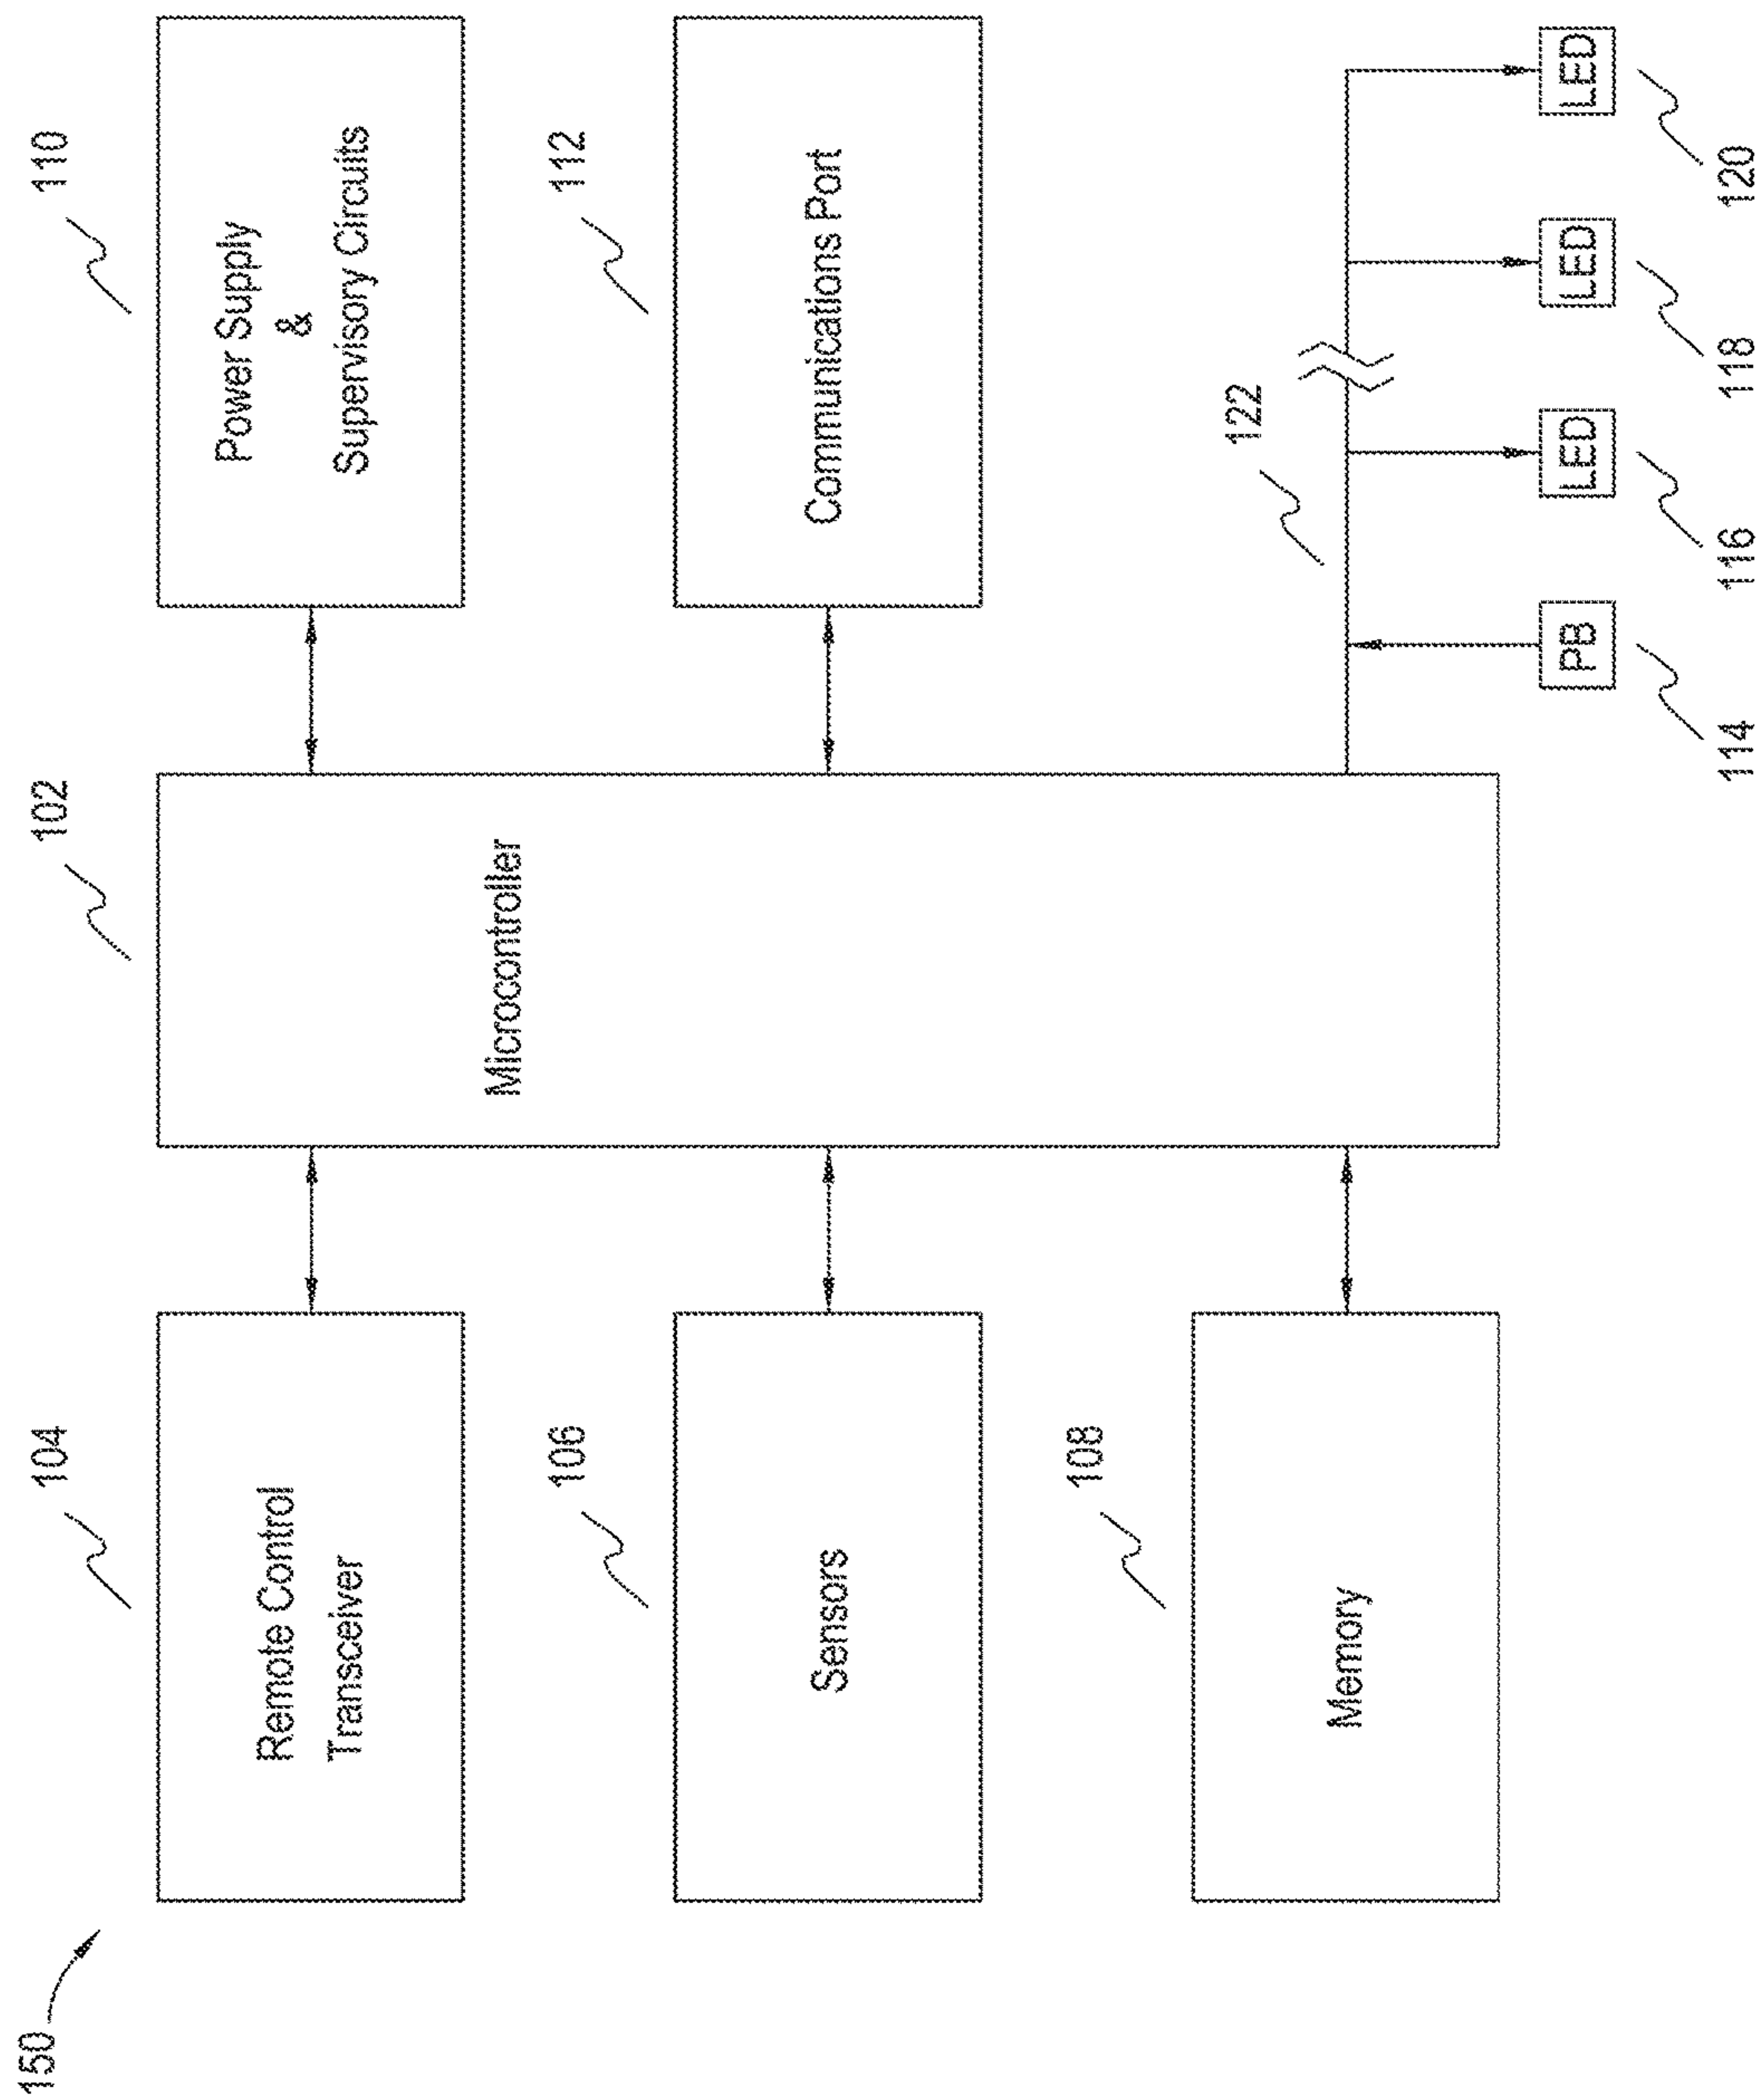 150
104
Remote Control
Transceiver
102
Microcontroller
110
Power Supply
&
Supervisory Circuits
106
Sensors
112
Communications Port
108
Memory
122
PB
LED
LED
LED
114
116
118
120